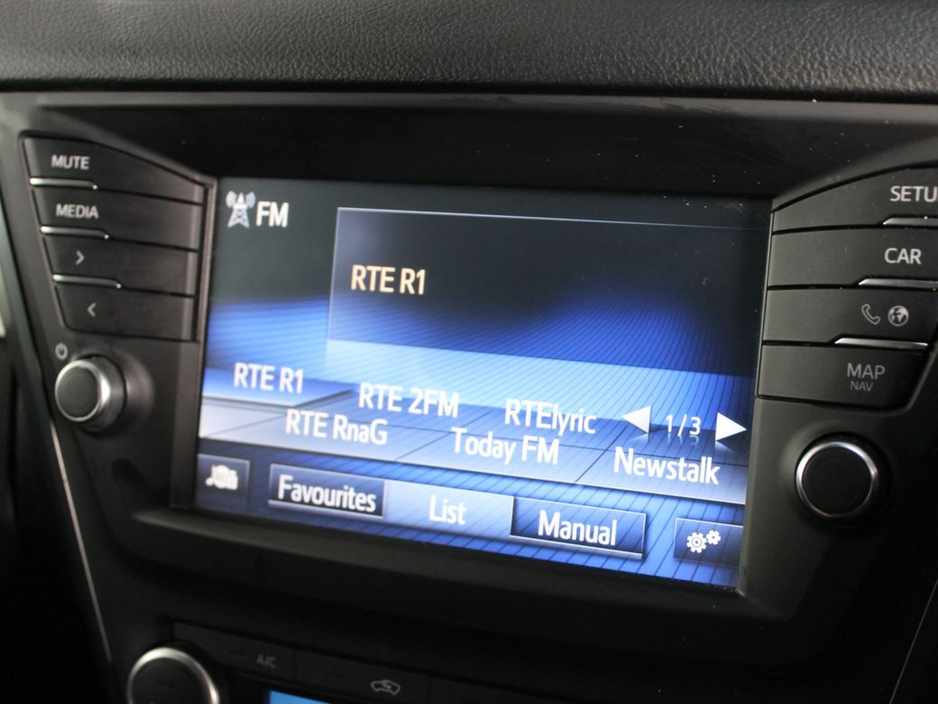 MUTE
MEDIA
FM
RTE R1
RTE R1
RTE 2FM
RTElyric
1/3
RTE RnaG
Today FM
Newstalk
Favourites
List
Manual
SETU
CAR
MAP
NAV
A/C